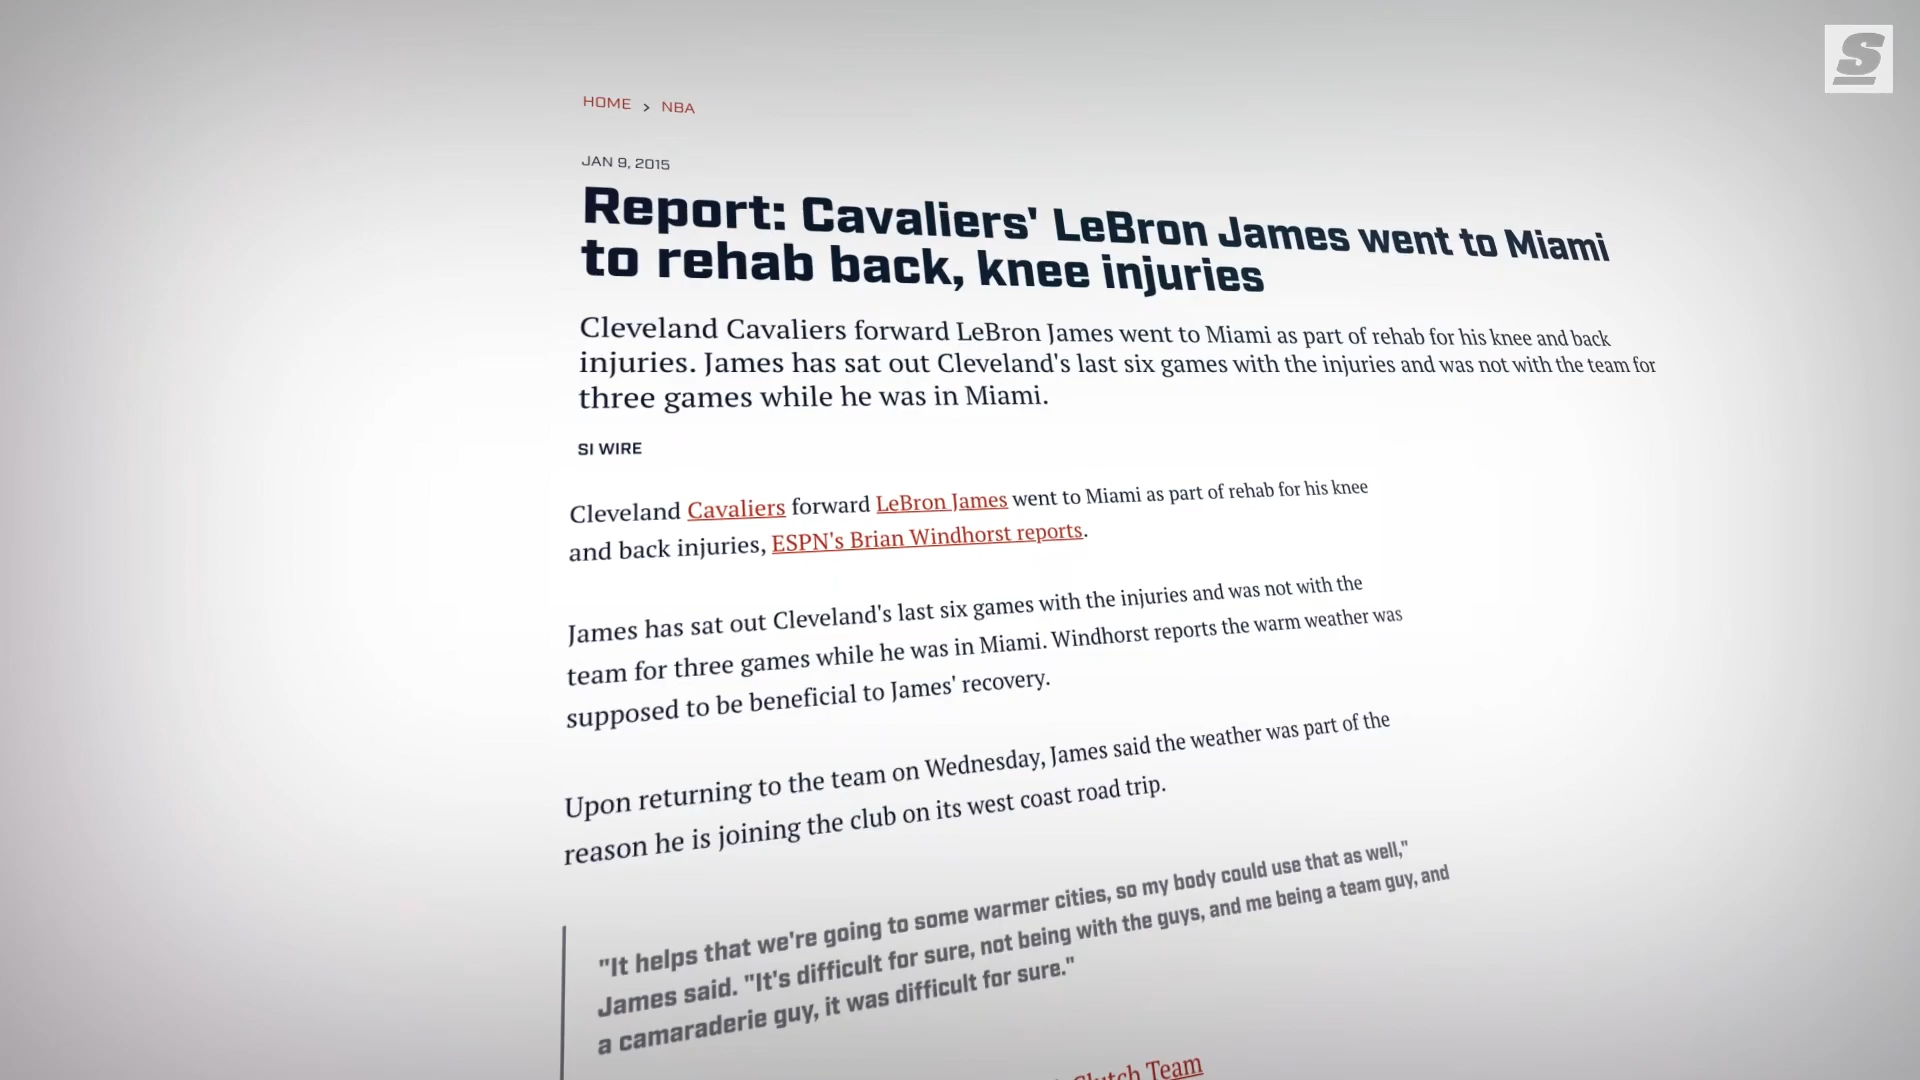 S
HOME > NBA
JAN 9, 2015
Report: Cavaliers' LeBron James went to Miami
to rehab back, knee injuries
Cleveland Cavaliers forward LeBron James went to Miami as part of rehab for his knee and back
injuries. James has sat out Cleveland's last six games with the injuries and was not with the team for
three games while he was in Miami.
SI WIRE
Cleveland Cavaliers forward LeBron James went to Miami as part of rehab for his knee
and back injuries, ESPN's Brian Windhorst reports.
James has sat out Cleveland's last six games with the injuries and was not with the
team for three games while he was in Miami. Windhorst reports the warm weather was
supposed to be beneficial to James' recovery.
Upon returning to the team on Wednesday, James said the weather was part of the
reason he is joining the club on its west coast road trip.
"It helps that we're going to some warmer cities, so my body could use that as well,"
James said. "It's difficult for sure, not being with the guys, and me being a team guy, and
a camaraderie guy, it was difficult for sure."
Team